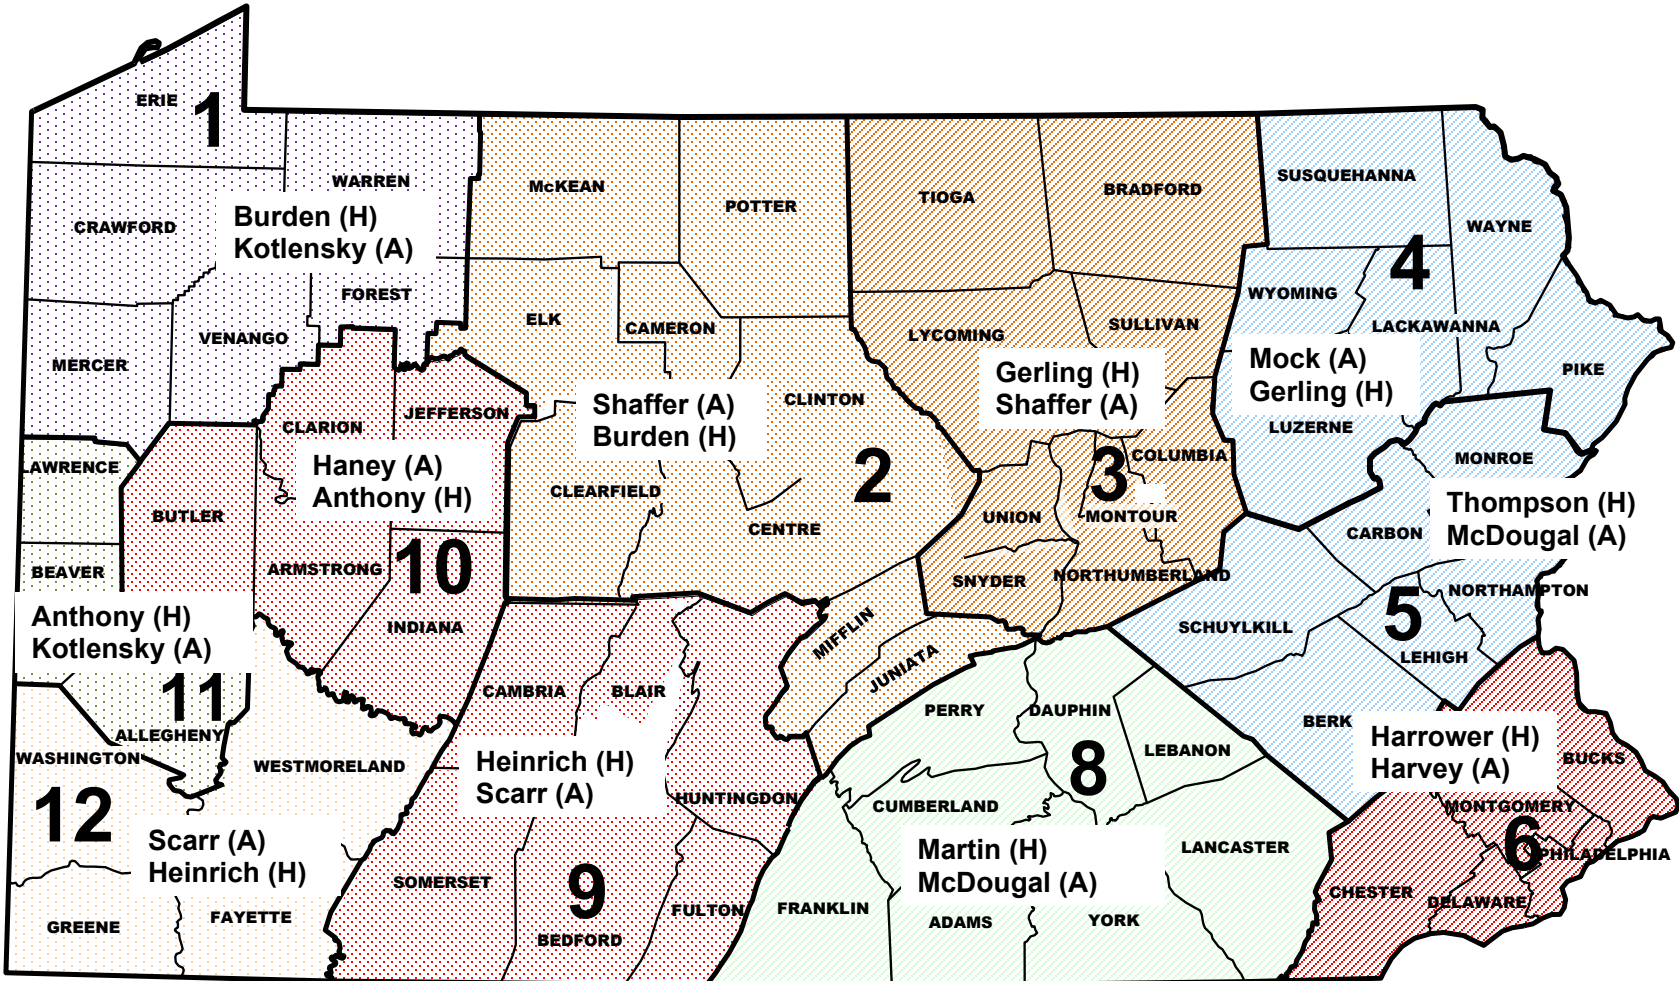 ERIE
1
WARREN
McKEAN
POTTER
TIOGA
BRADFORD
SUSQUEHANNA
WAYNE
CRAWFORD
Burden (H)
Kotlensky (A)
FOREST
VENANGO
MERCER
ELK
CAMERON
LYCOMING
SULLIVAN
WYOMING
4
LACKAWANNA
PIKE
Mock (A)
Gerling (H)
LUZERNE
Gerling (H)
Shaffer (A)
CLINTON
Shaffer (A)
Burden (H)
JEFFERSON
CLARION
Haney (A)
Anthony (H)
LAWRENCE
BUTLER
CLEARFIELD
2
CENTRE
COLUMBIA
3
UNION
MONTOUR
MONROE
Thompson (H)
McDougal (A)
CARBON
BEAVER
ARMSTRONG
10
INDIANA
SNYDER
NORTHUMBERLAND
NORTHAMPTON
5
SCHUYLKILL
LEHIGH
Anthony (H)
Kotlensky (A)
11
ALLEGHENY
MIFFLIN
JUNIATA
CAMBRIA
BLAIR
PERRY
DAUPHIN
LEBANON
8
BERK
Harrower (H)
Harvey (A)
BUCKS
WASHINGTON
WESTMORELAND
12
Heinrich (H)
Scarr (A)
HUNTINGDON
CUMBERLAND
MONTGOMERY
6
PHILADELPHIA
Scarr (A)
Heinrich (H)
Martin (H)
McDougal (A)
LANCASTER
CHESTER
DELAWARE
SOMERSET
9
BEDFORD
FULTON
FRANKLIN
ADAMS
YORK
GREENE
FAYETTE